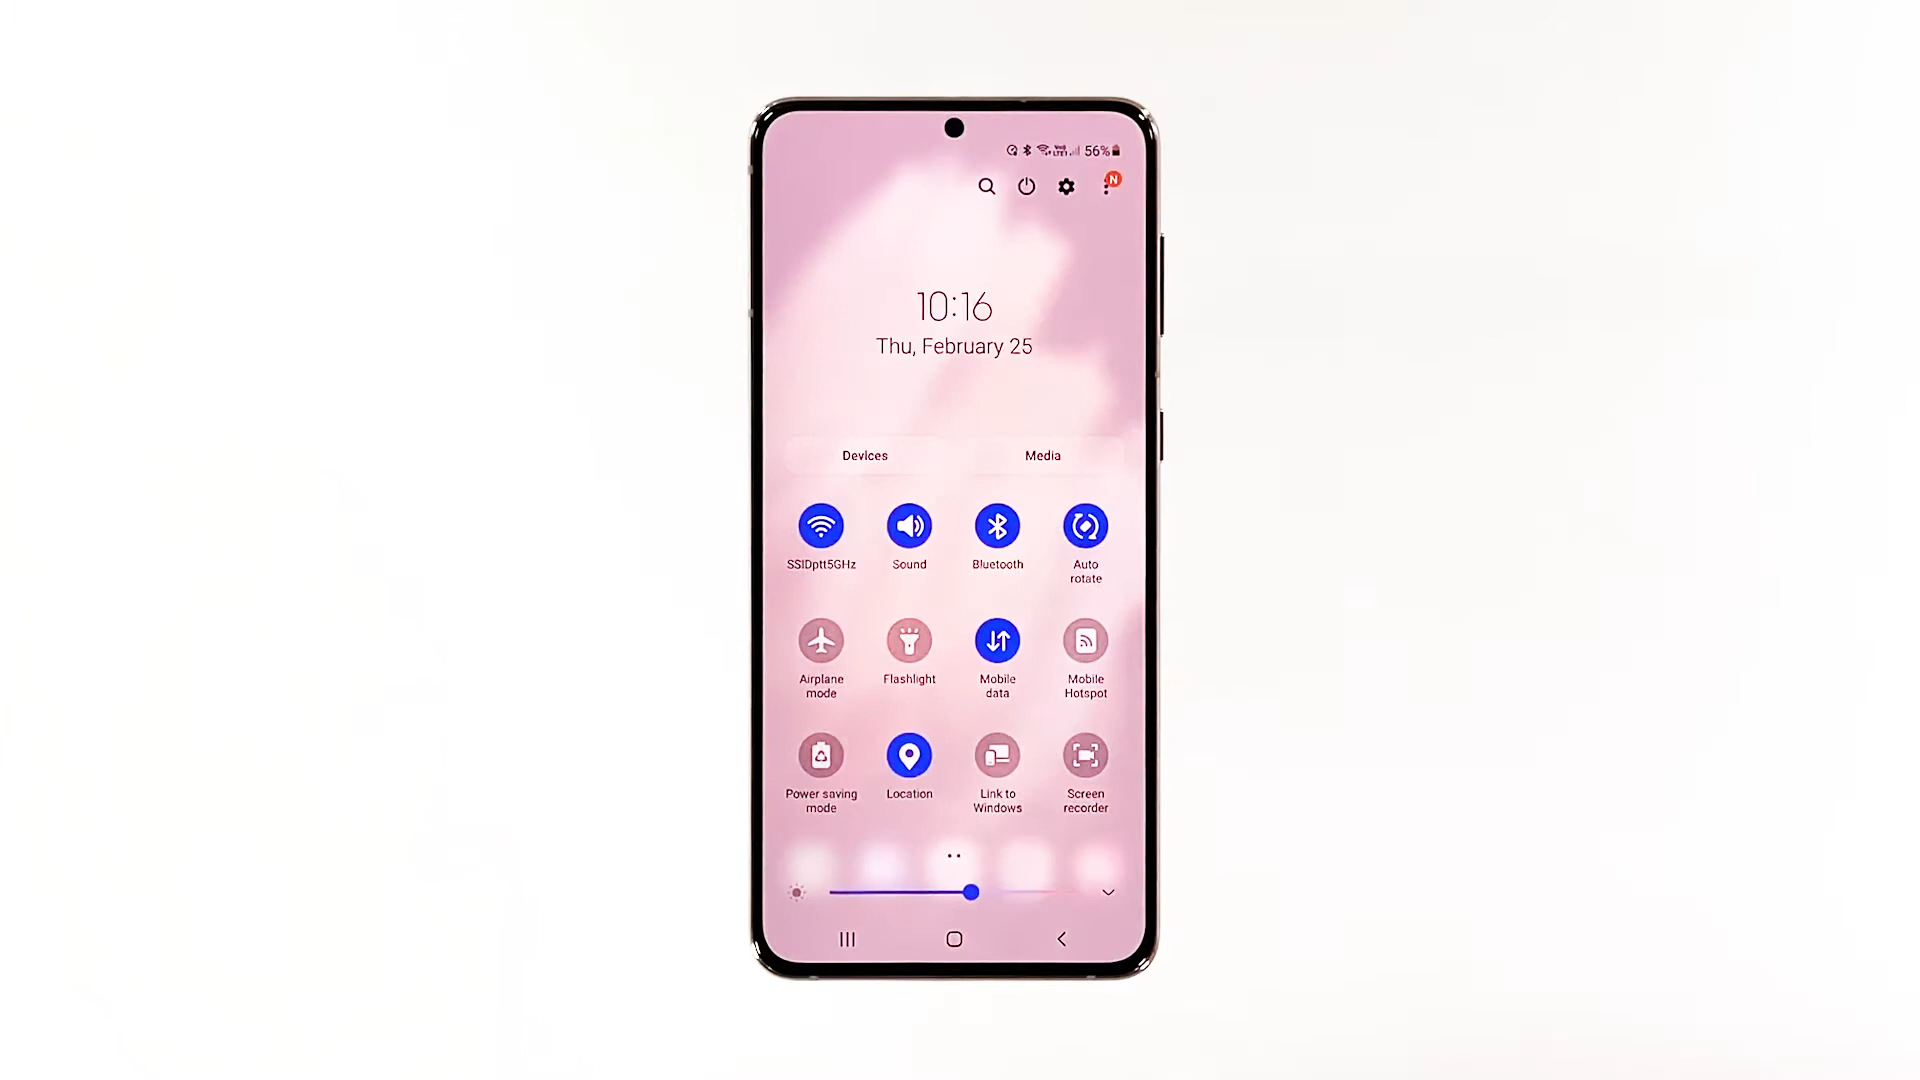 VoLTE1 56%
N
10:16
Thu, February 25
Devices Media
SSIDptt5GHz Sound Bluetooth Auto rotate
Airplane mode Flashlight Mobile data Mobile Hotspot
Power saving mode Location Link to Windows Screen recorder